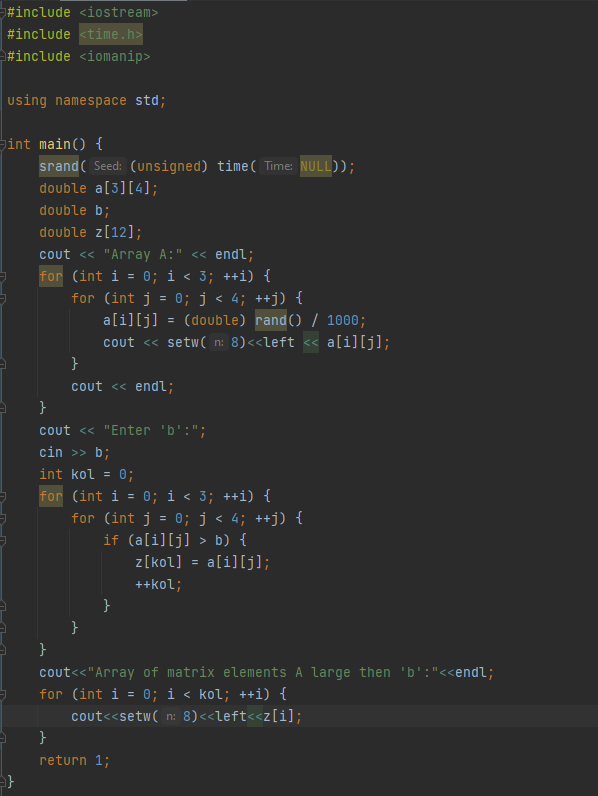 #include <iostream>
#include <time.h>
#include <iomanip>

using namespace std;

int main() {
    srand( Seed: (unsigned) time( Time: NULL));
    double a[3][4];
    double b;
    double z[12];
    cout << "Array A:" << endl;
    for (int i = 0; i < 3; ++i) {
        for (int j = 0; j < 4; ++j) {
            a[i][j] = (double) rand() / 1000;
            cout << setw( n: 8)<<left << a[i][j];
        }
        cout << endl;
    }
    cout << "Enter 'b':";
    cin >> b;
    int kol = 0;
    for (int i = 0; i < 3; ++i) {
        for (int j = 0; j < 4; ++j) {
            if (a[i][j] > b) {
                z[kol] = a[i][j];
                ++kol;
            }
        }
    }
    cout<<"Array of matrix elements A large then 'b':"<<endl;
    for (int i = 0; i < kol; ++i) {
        cout<<setw( n: 8)<<left<<z[i];
    }
    return 1;
}